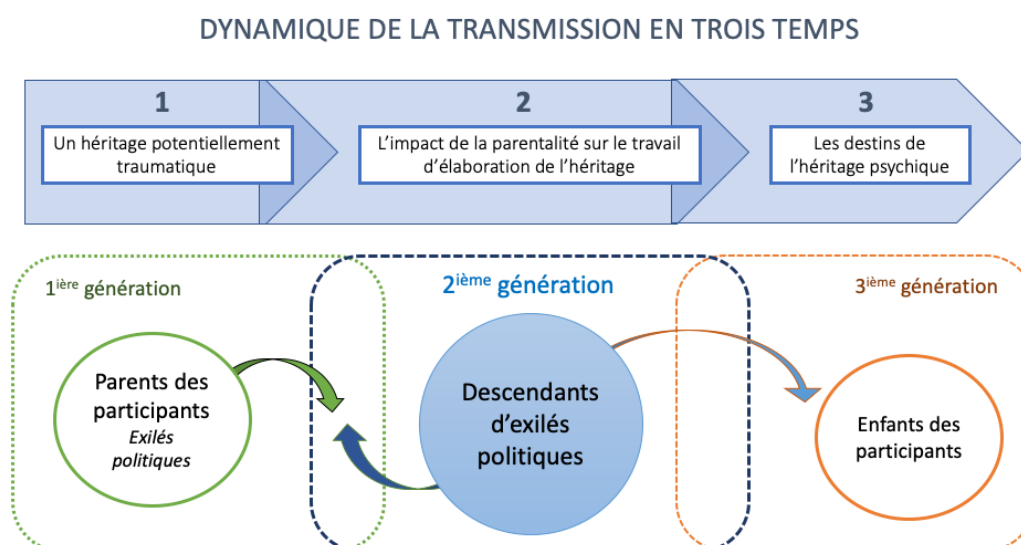 DYNAMIQUE DE LA TRANSMISSION EN TROIS TEMPS
1
Un héritage potentiellement
traumatique
2
L’impact de la parentalité sur le travail
d’élaboration de l’héritage
3
Les destins de
l’héritage psychique
1ière génération
Parents des
participants
Exilés
politiques
2ième génération
Descendants
d’exilés
politiques
3ième génération
Enfants des
participants